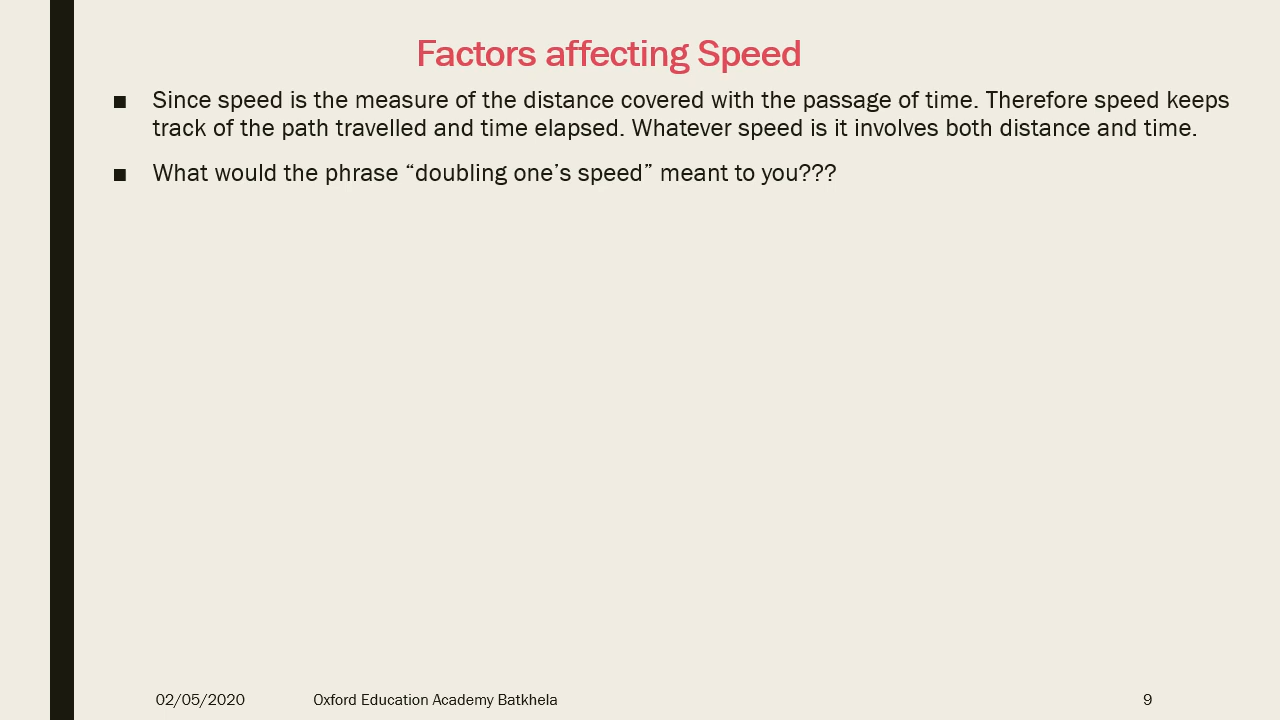 Factors affecting Speed
■ Since speed is the measure of the distance covered with the passage of time. Therefore speed keeps
track of the path travelled and time elapsed. Whatever speed is it involves both distance and time.
■ What would the phrase “doubling one’s speed” meant to you???
02/05/2020 Oxford Education Academy Batkhela 9